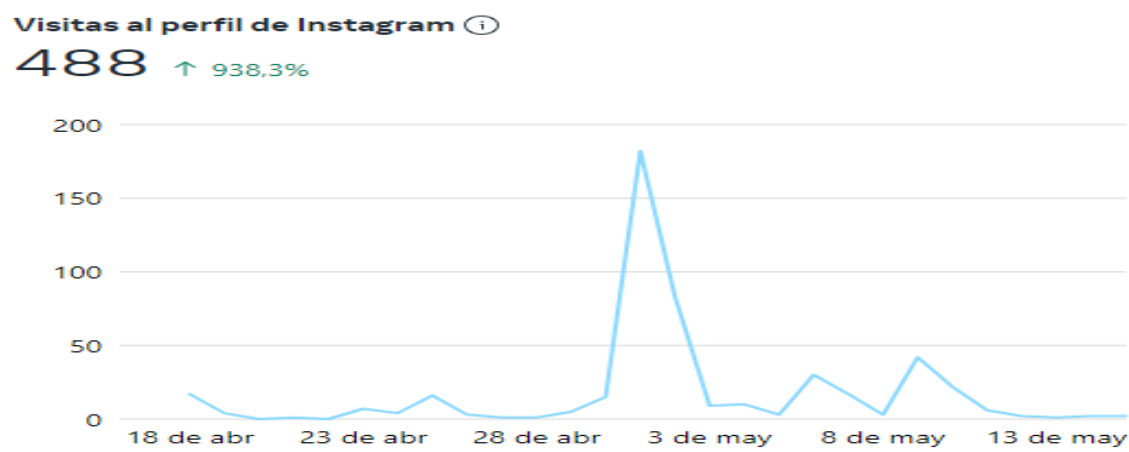 Visitas al perfil de Instagram
488 ↑ 938,3%
200
150
100
50
0
18 de abr 23 de abr 28 de abr 3 de may 8 de may 13 de may